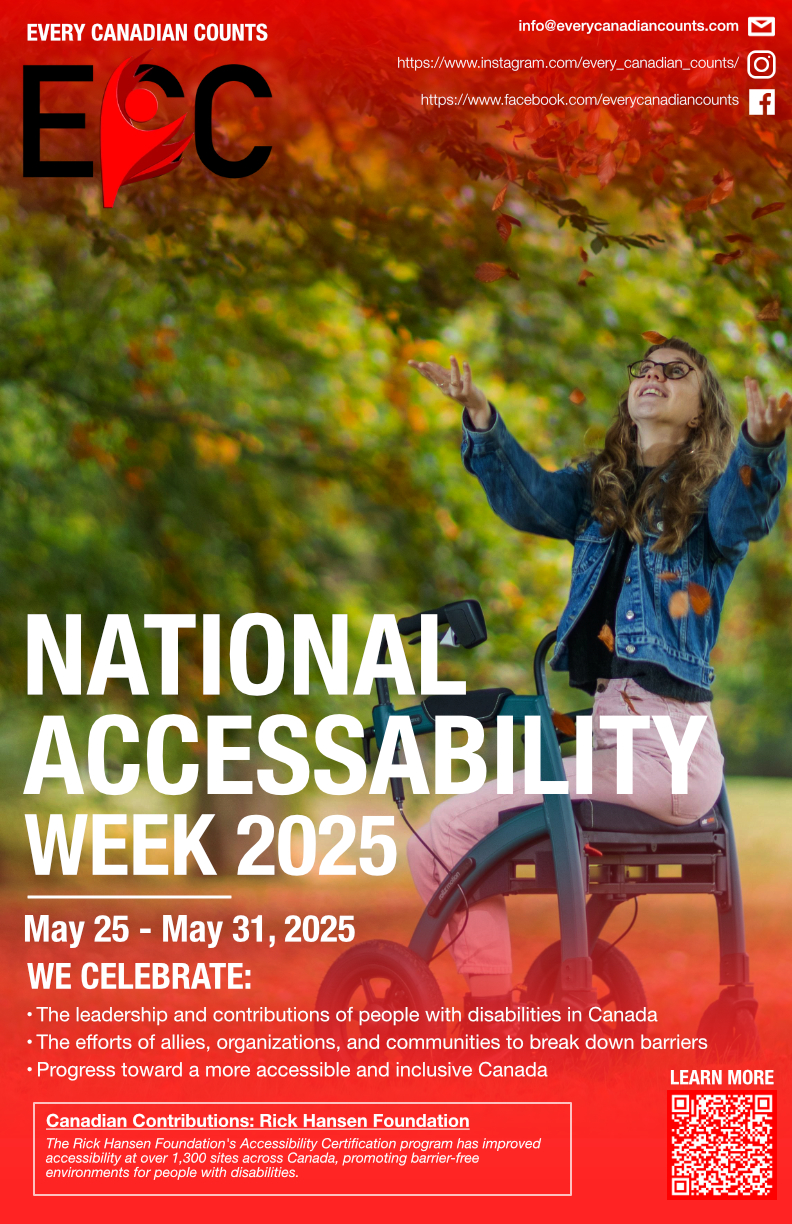 EVERY CANADIAN COUNTS
ECC
info@everycanadiancounts.com
https://www.instagram.com/every_canadian_counts/
https://www.facebook.com/everycanadiancounts
NATIONAL
ACCESSABILITY
WEEK 2025
May 25 - May 31, 2025
WE CELEBRATE:
• The leadership and contributions of people with disabilities in Canada
• The efforts of allies, organizations, and communities to break down barriers
• Progress toward a more accessible and inclusive Canada
LEARN MORE
Canadian Contributions: Rick Hansen Foundation
The Rick Hansen Foundation's Accessibility Certification program has improved
accessibility at over 1,300 sites across Canada, promoting barrier-free
environments for people with disabilities.